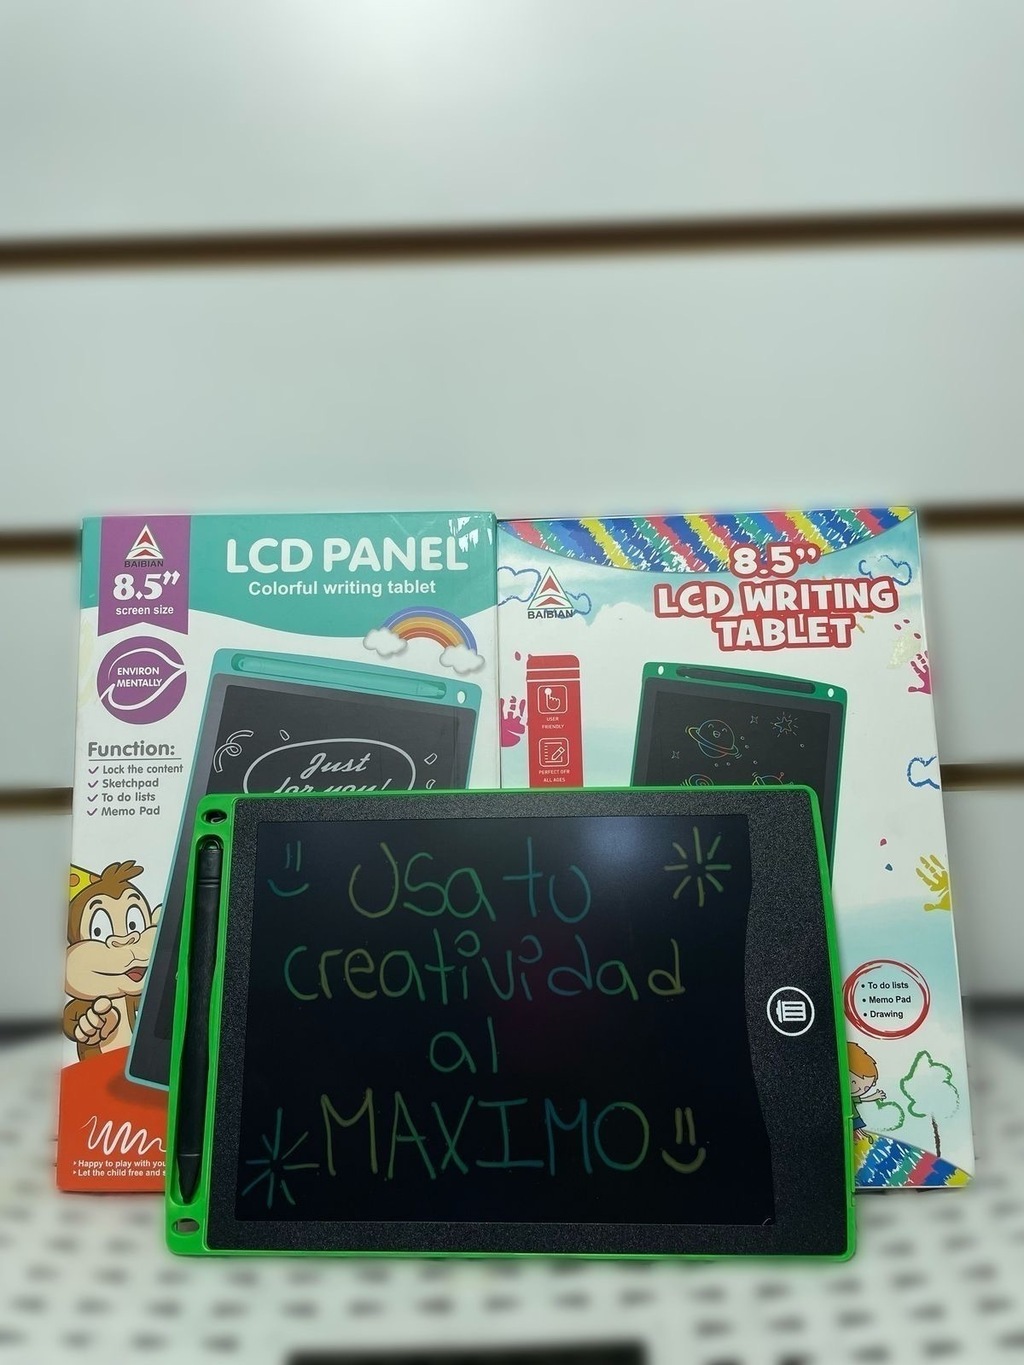 BAIBIAN
8.5”
screen size
ENVIRON
MENTALLY
LCD PANEL
Colorful writing tablet
Function:
Lock the content
Sketchpad
To do lists
Memo Pad
Just
for you!
Happy to play with you
Let the child free and
BAIBIAN
8.5”
LCD WRITING
TABLET
USER
FRIENDLY
PERFECT OFR
ALL AGES
• To do lists
• Memo Pad
• Drawing
Usa tu
creatividad
al
MAXIMO